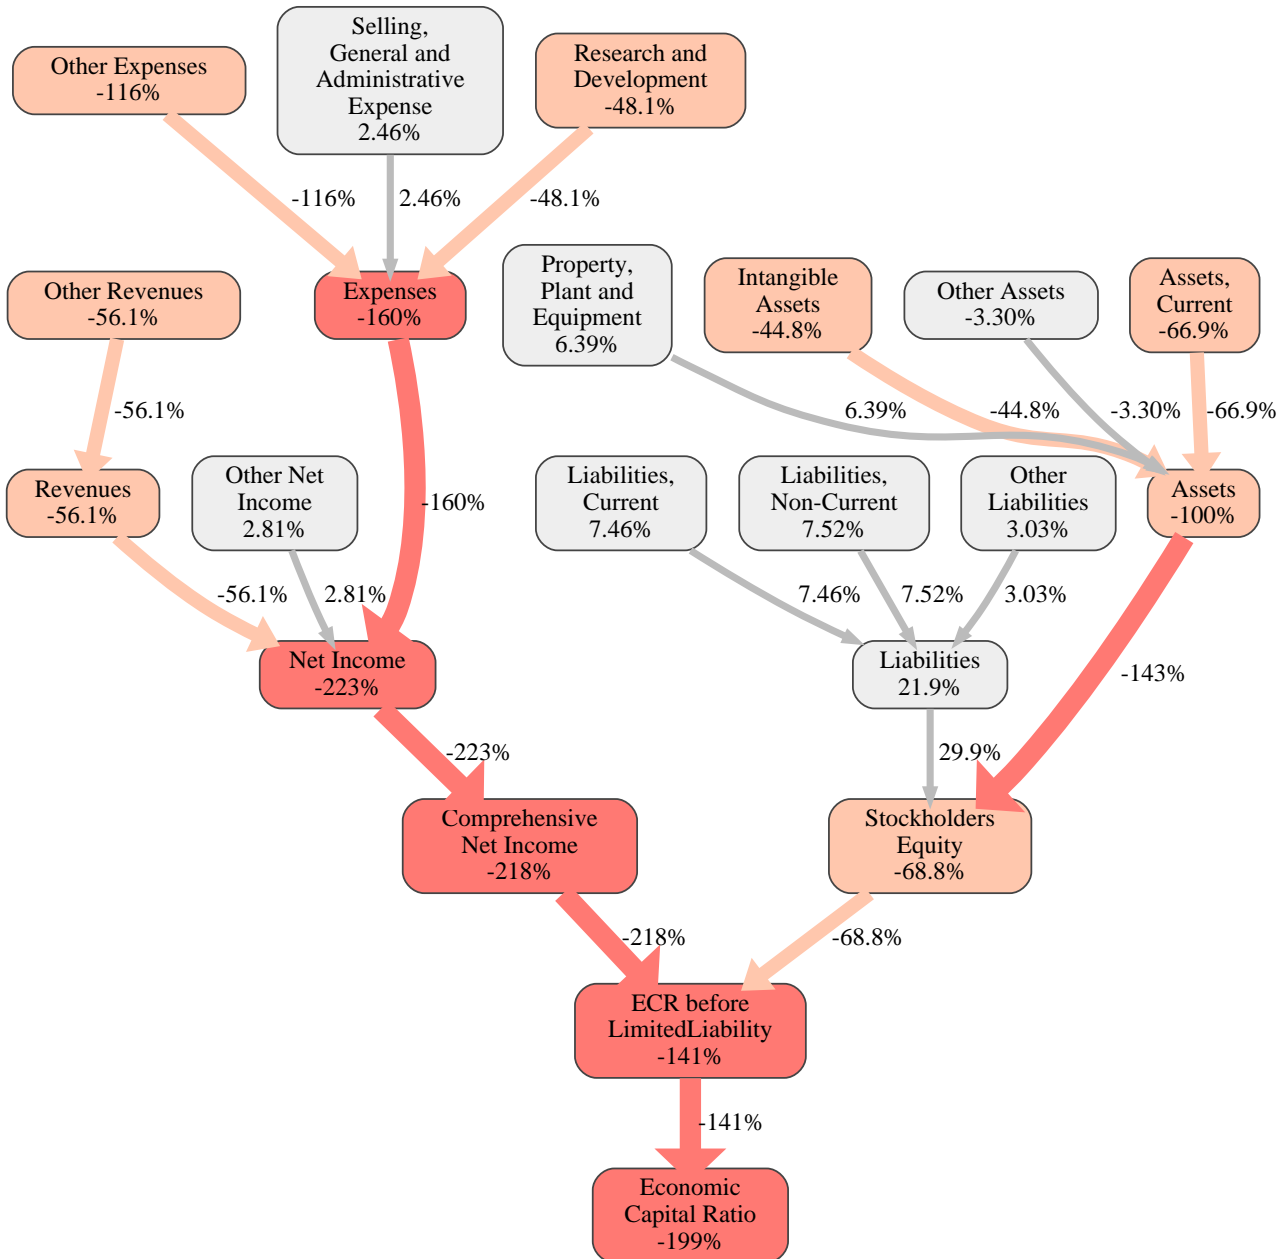 Other Expenses
-116%
Selling,
General and
Administrative
Expense
2.46%
Research and
Development
-48.1%
-116%
2.46%
-48.1%
Other Revenues
-56.1%
Expenses
-160%
Property,
Plant and
Equipment
6.39%
Intangible
Assets
-44.8%
Other Assets
-3.30%
Assets,
Current
-66.9%
-56.1%
6.39%
-44.8%
-3.30%
-66.9%
Revenues
-56.1%
Other Net
Income
2.81%
-160%
Liabilities,
Current
7.46%
Liabilities,
Non-Current
7.52%
Other
Liabilities
3.03%
Assets
-100%
-56.1%
2.81%
7.46%
7.52%
3.03%
Net Income
-223%
Liabilities
21.9%
-143%
-223%
29.9%
Comprehensive
Net Income
-218%
Stockholders
Equity
-68.8%
-218%
-68.8%
ECR before
LimitedLiability
-141%
-141%
Economic
Capital Ratio
-199%